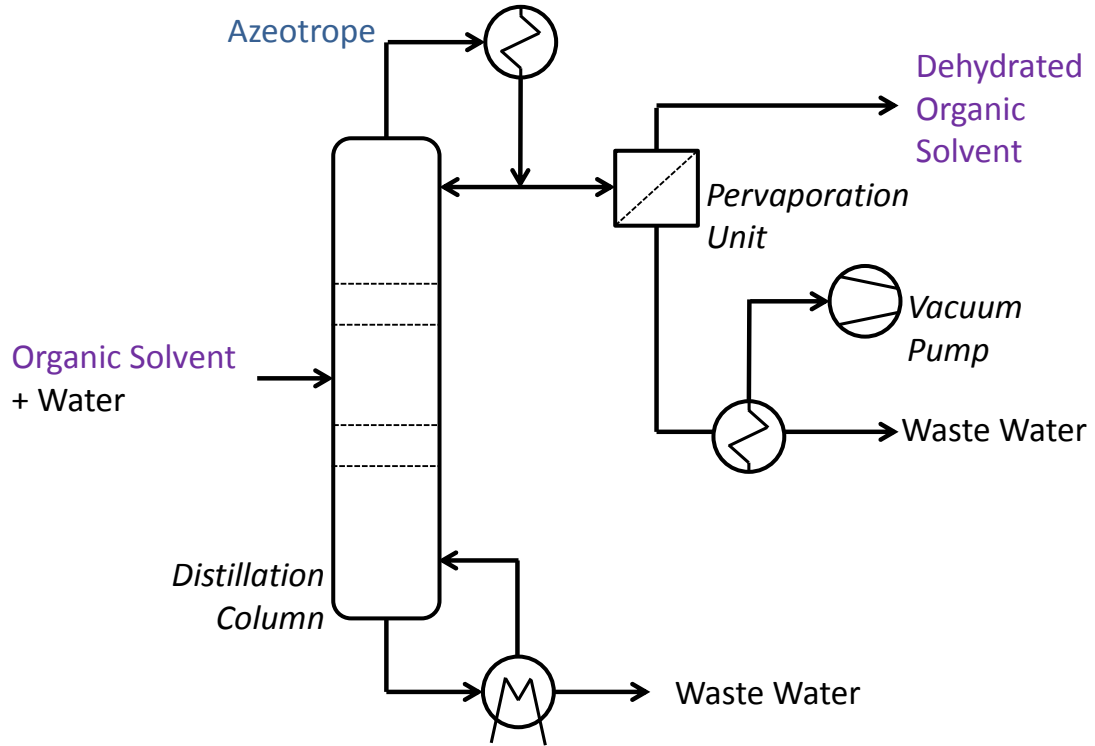 Azeotrope
Dehydrated
Organic
Solvent
Pervaporation
Unit
Vacuum
Pump
Organic Solvent
+ Water
Waste Water
Distillation
Column
Waste Water